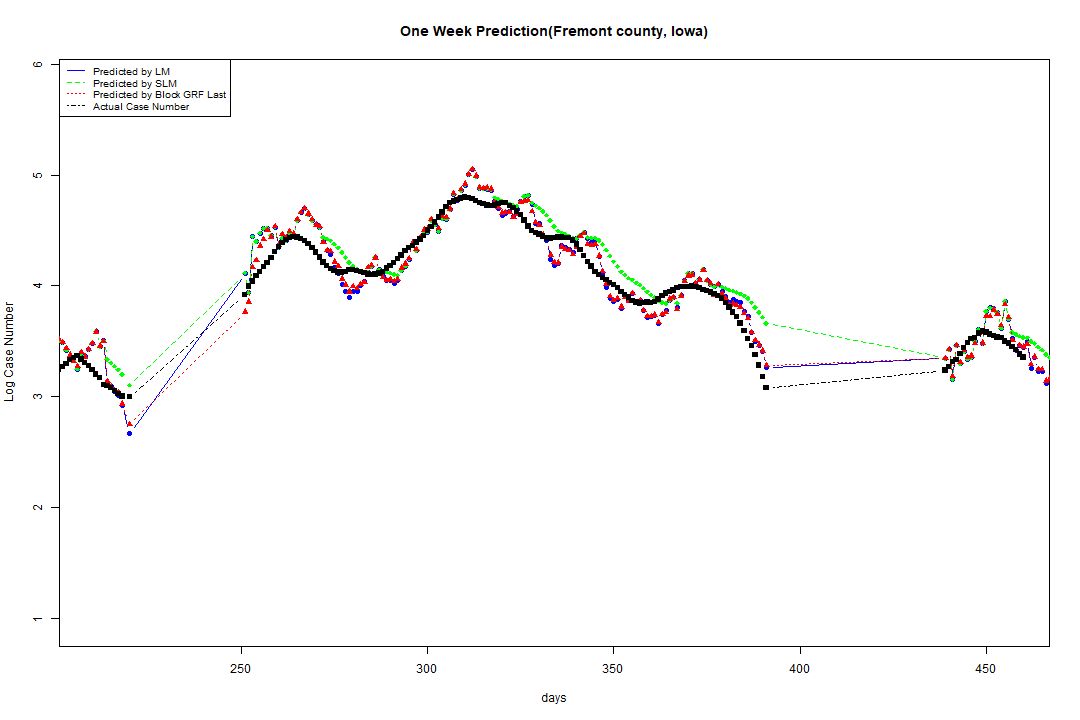 One Week Prediction(Fremont county, Iowa)
Predicted by LM
Predicted by SLM
Predicted by Block GRF Last
Actual Case Number
6
5
4
3
2
1
Log Case Number
250
300
350
400
450
days